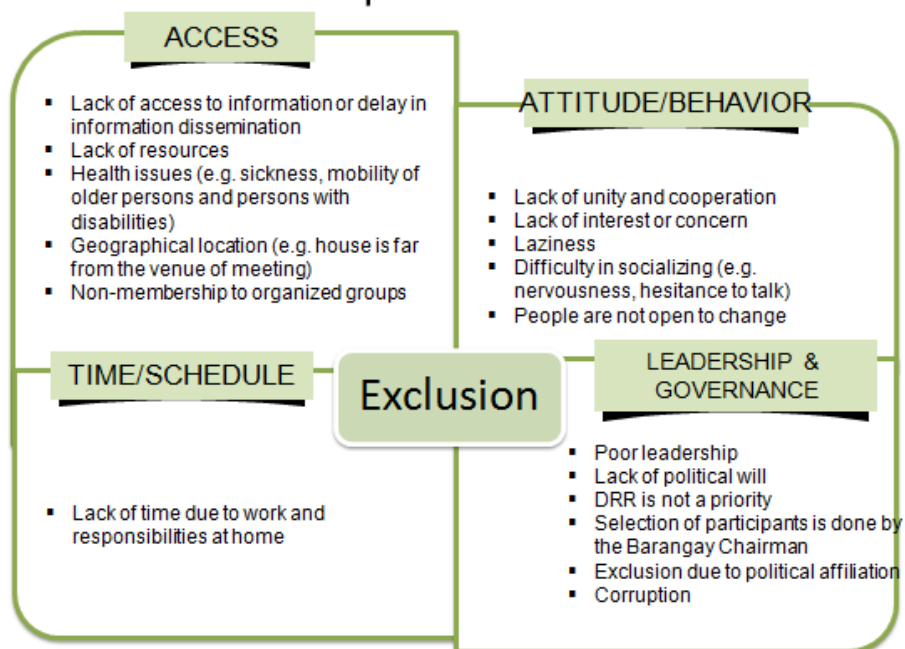 ACCESS
▪ Lack of access to information or delay in
information dissemination
▪ Lack of resources
▪ Health issues (e.g. sickness, mobility of
older persons and persons with
disabilities)
▪ Geographical location (e.g. house is far
from the venue of meeting)
▪ Non-membership to organized groups
ATTITUDE/BEHAVIOR
▪ Lack of unity and cooperation
▪ Lack of interest or concern
▪ Laziness
▪ Difficulty in socializing (e.g.
nervousness, hesitance to talk)
▪ People are not open to change
TIME/SCHEDULE
▪ Lack of time due to work and
responsibilities at home
Exclusion
LEADERSHIP &
GOVERNANCE
▪ Poor leadership
▪ Lack of political will
▪ DRR is not a priority
▪ Selection of participants is done by
the Barangay Chairman
▪ Exclusion due to political affiliation
▪ Corruption